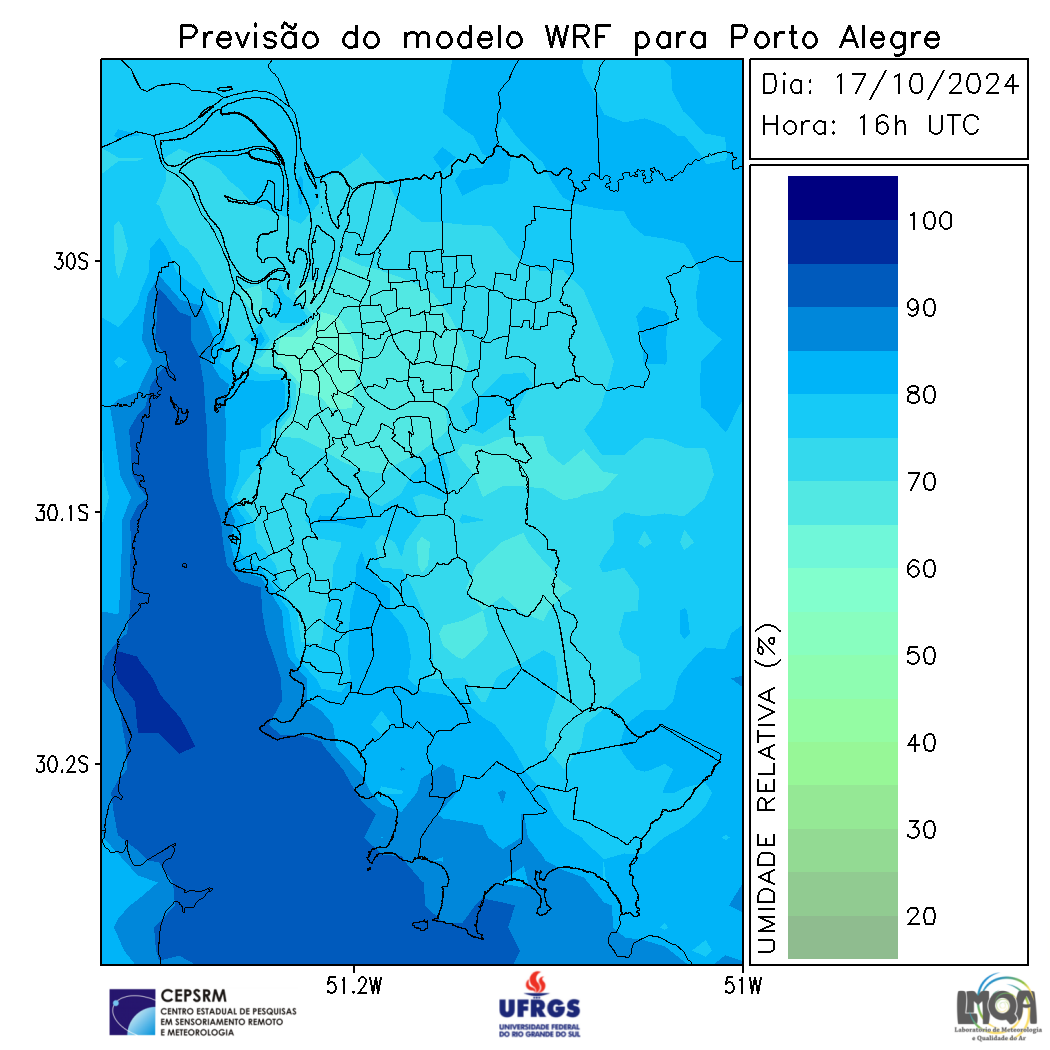 Previsão do modelo WRF para Porto Alegre
Dia: 17/10/2024
Hora: 16h UTC
30S
30.1S
30.2S
51.2W
51W
UMIDADE RELATIVA (%)
100
90
80
70
60
50
40
30
20
CEPSRM
CENTRO ESTADUAL DE PESQUISAS
EM SENSORIAMENTO REMOTO
E METEOROLOGIA
UFRGS
UNIVERSIDADE FEDERAL
DO RIO GRANDE DO SUL
LMQA
Laboratório de Meteorologia
e Qualidade do Ar